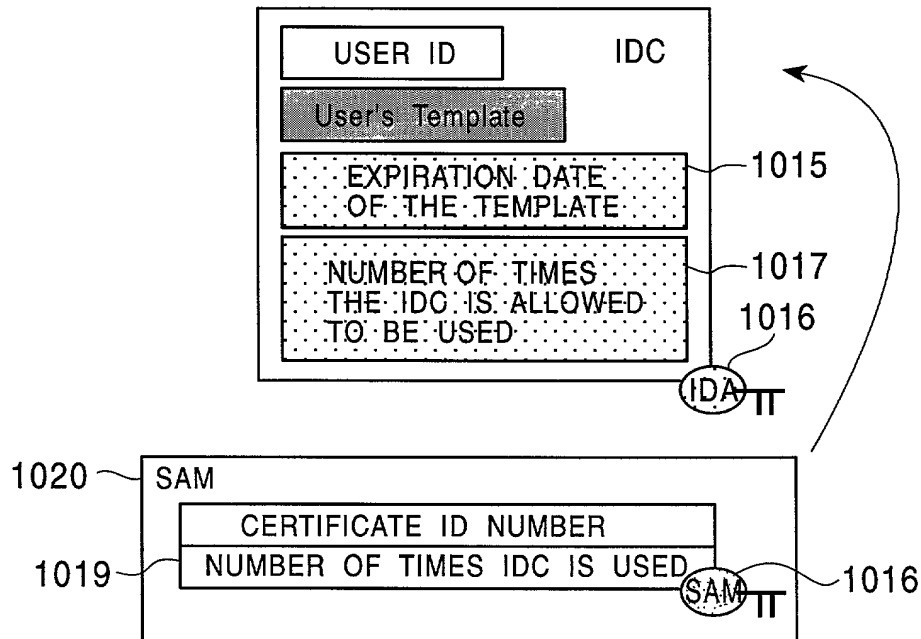 USER ID
IDC
User's Template
EXPIRATION DATE
OF THE TEMPLATE
1015
NUMBER OF TIMES
THE IDC IS ALLOWED
TO BE USED
1017
1016
IDA
1020
SAM
CERTIFICATE ID NUMBER
1019
NUMBER OF TIMES IDC IS USED
SAM
1016